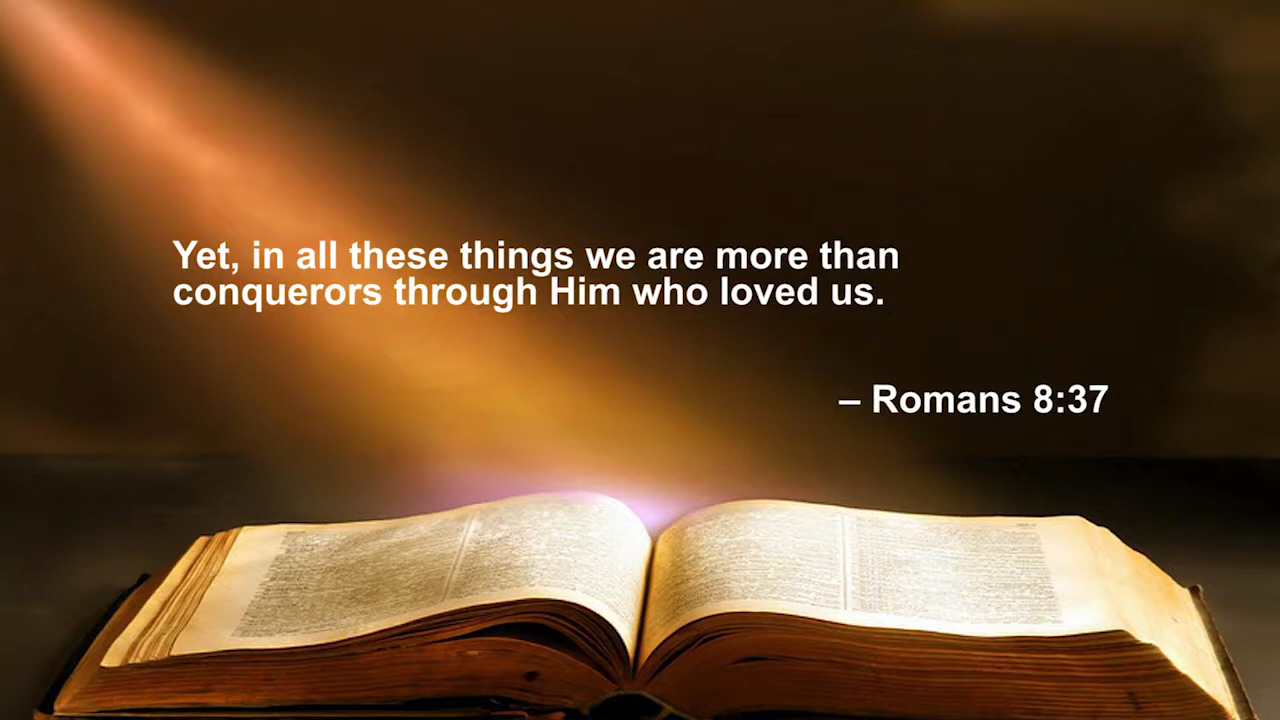 Yet, in all these things we are more than
conquerors through Him who loved us.
– Romans 8:37